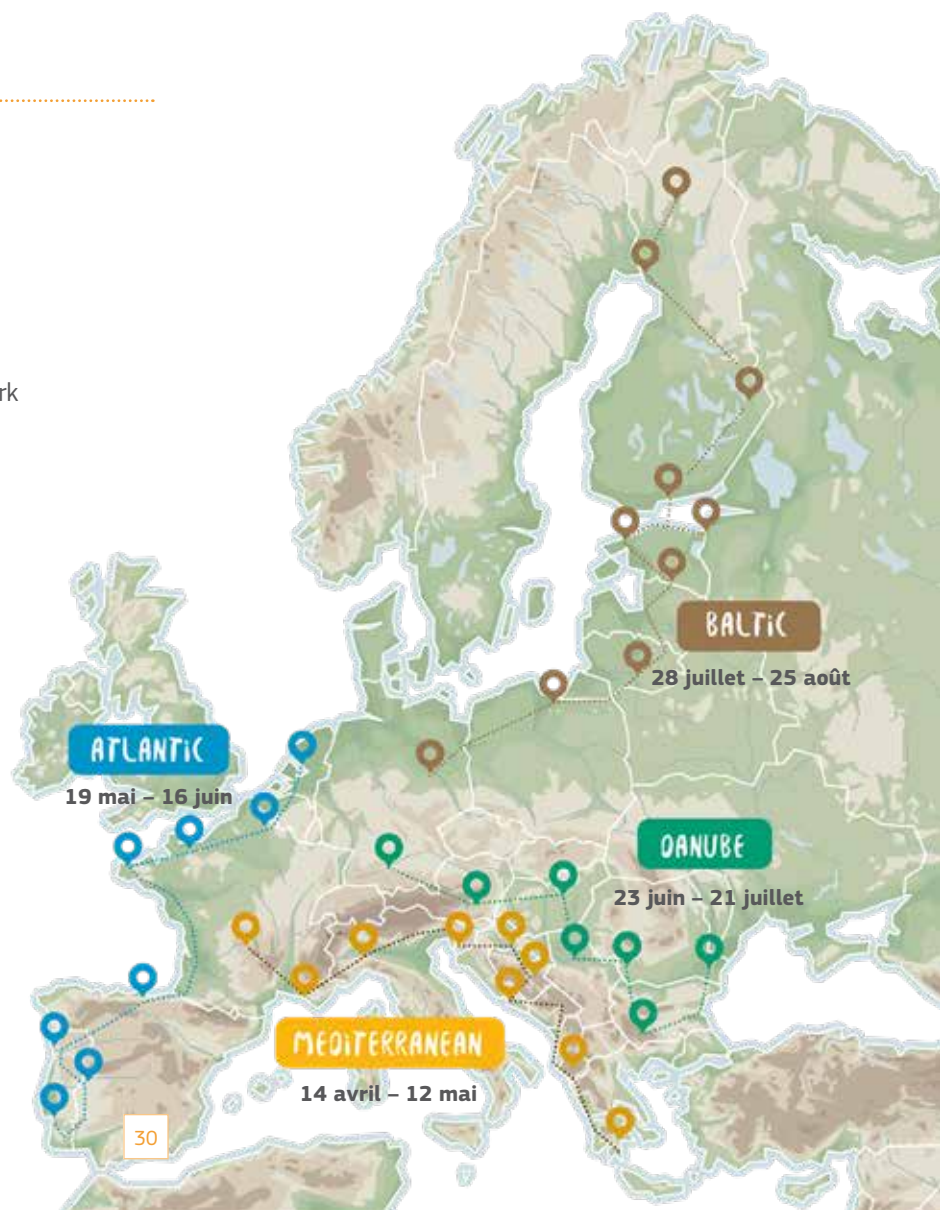 rk
BALTIC
28 juillet – 25 août
ATLANTIC
19 mai – 16 juin
DANUBE
23 juin – 21 juillet
MEDITERRANEAN
14 avril – 12 mai
30